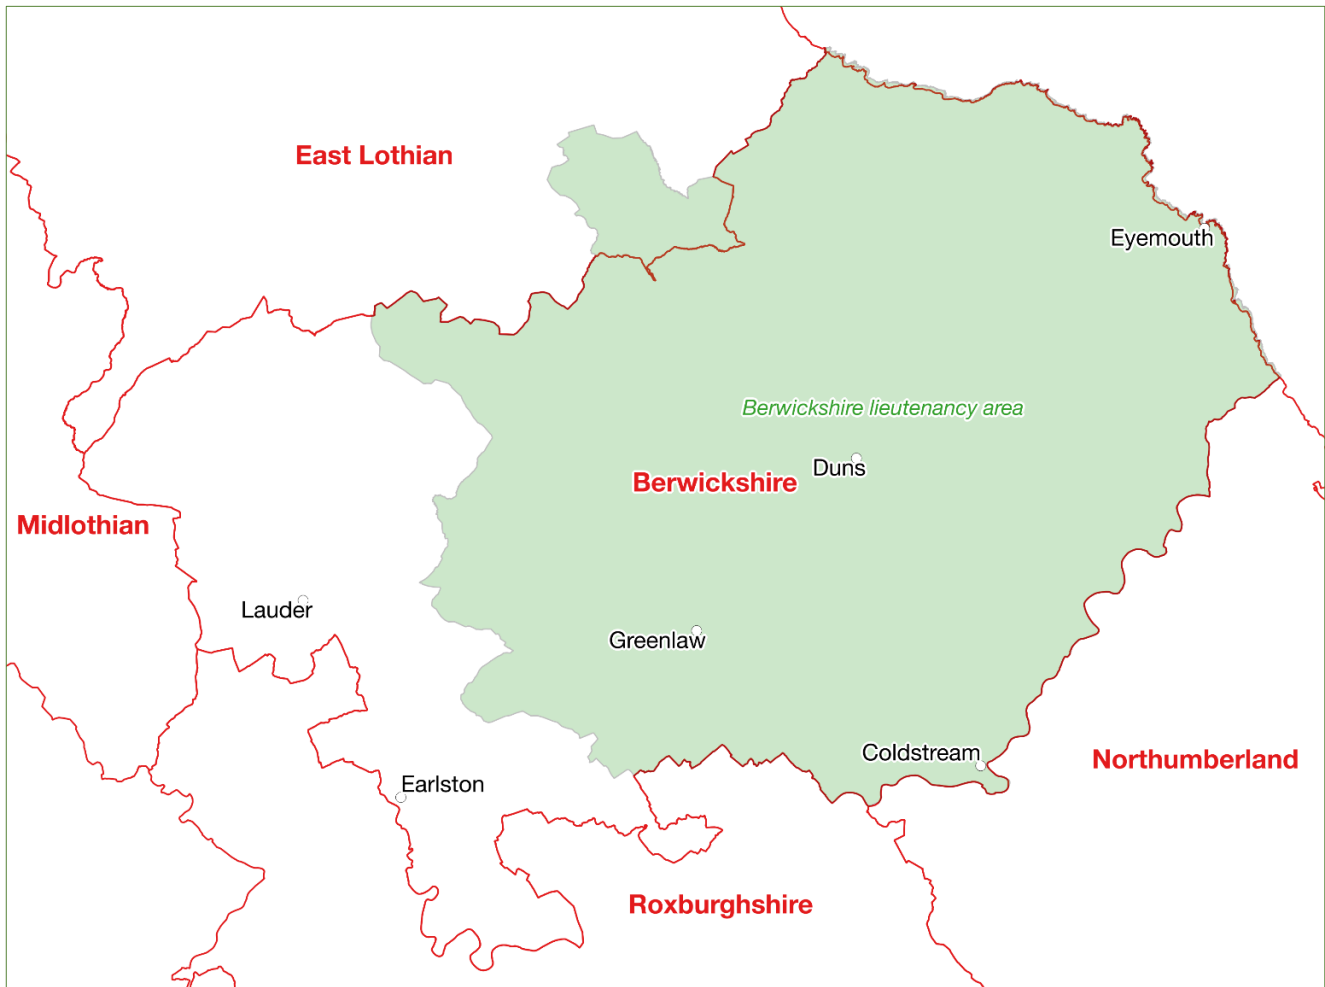 East Lothian
Eyemouth
Berwickshire lieutenancy area
Duns
Berwickshire
Midlothian
Lauder
Greenlaw
Coldstream
Northumberland
Earlston
Roxburghshire